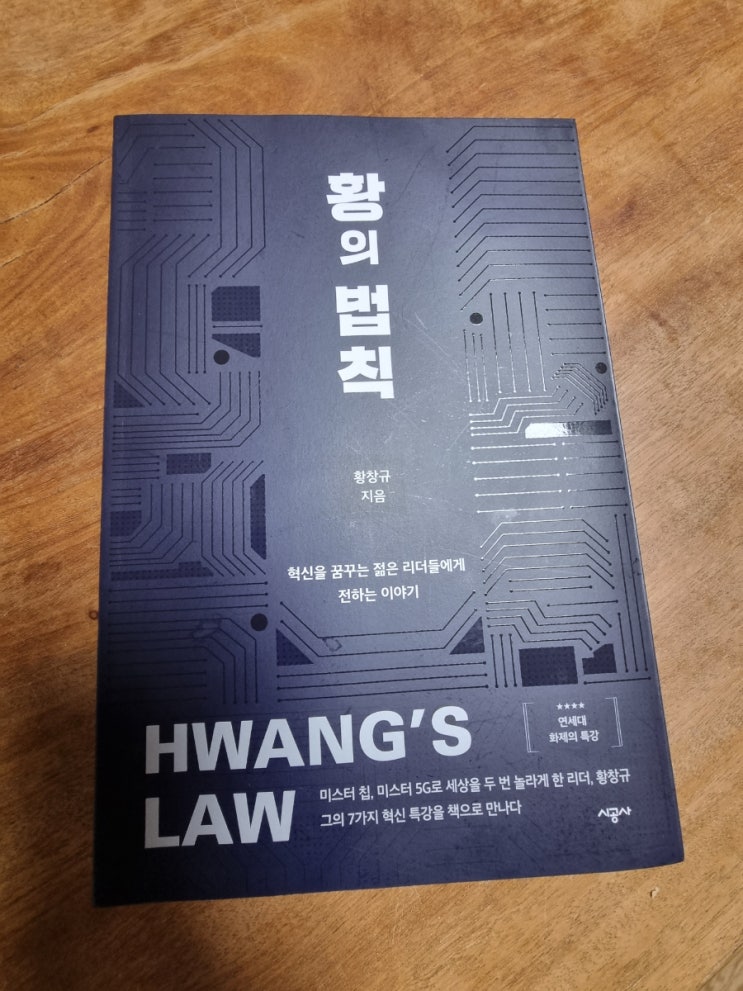 황의 법칙
황창규
지음
혁신을 꿈꾸는 젊은 리더들에게
전하는 이야기
HWANG'S
LAW
★★★★
연세대
화제의 특강
미스터 칩, 미스터 5G로 세상을 두 번 놀라게 한 리더, 황창규
그의 7가지 혁신 특강을 책으로 만나다
시공사